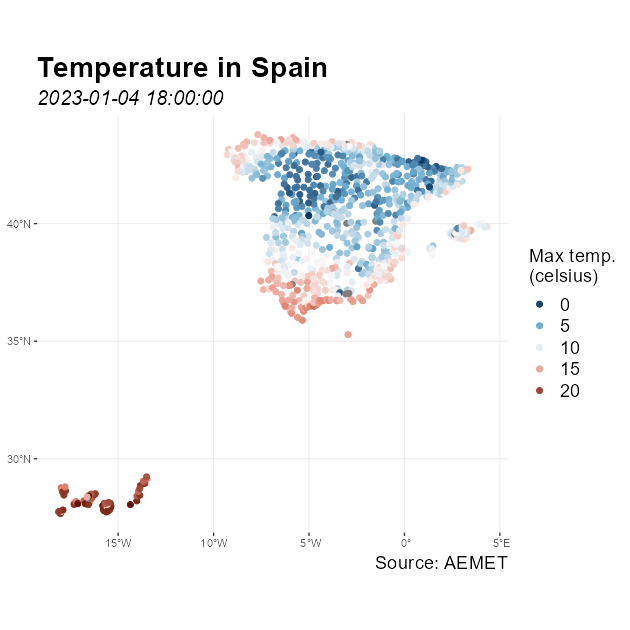 Temperature in Spain
2023-01-04 18:00:00
40°N
35°N
30°N
15°W 10°W 5°W 0° 5°E
Max temp.
(celsius)
0
5
10
15
20
Source: AEMET